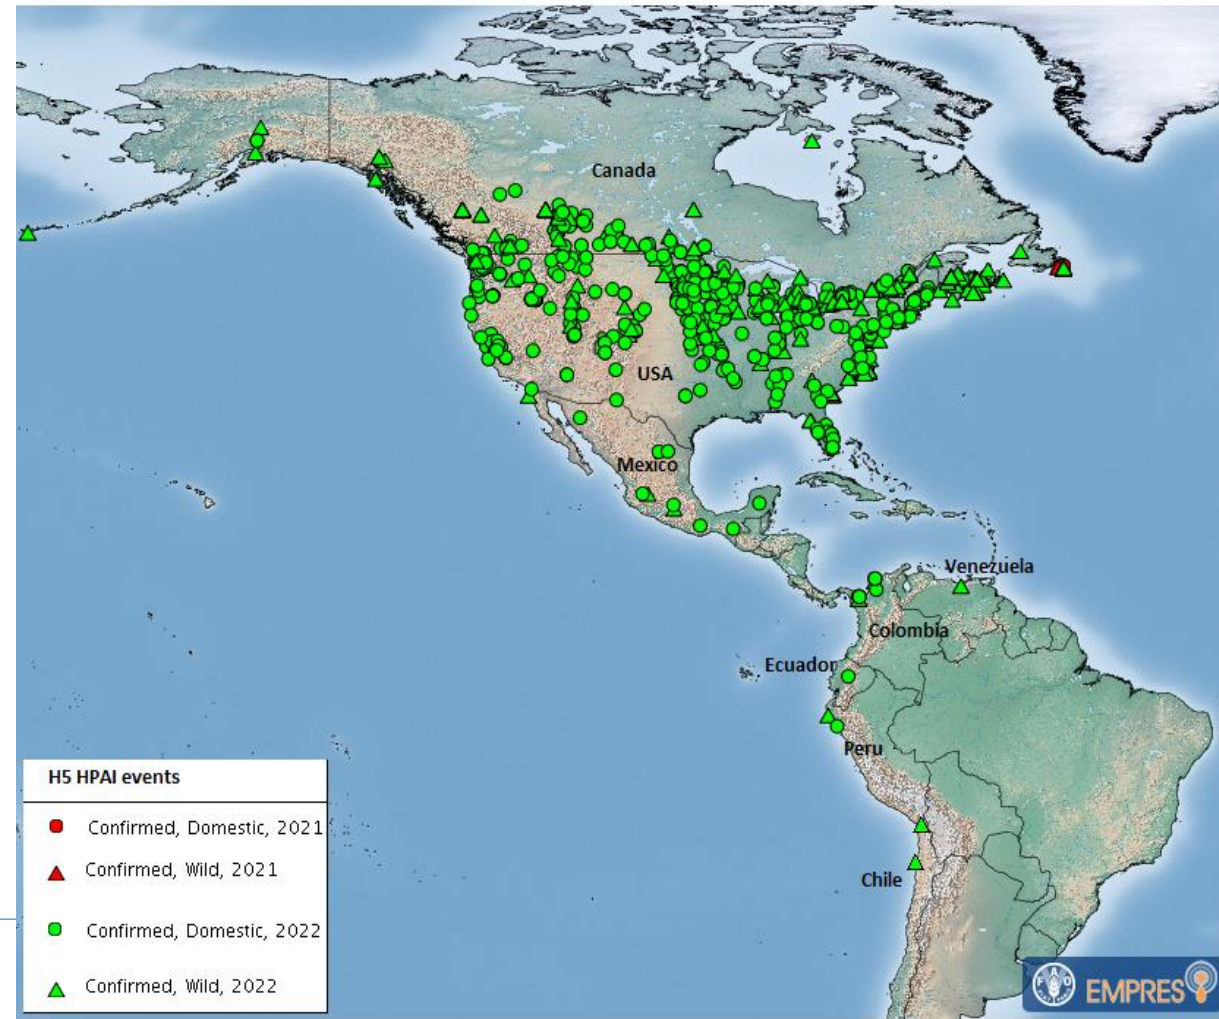 Canada
USA
Mexico
Venezuela
Colombia
Ecuador
Peru
Chile
H5 HPAI events
Confirmed, Domestic, 2021
Confirmed, Wild, 2021
Confirmed, Domestic, 2022
Confirmed, Wild, 2022
FAO
EMPRES